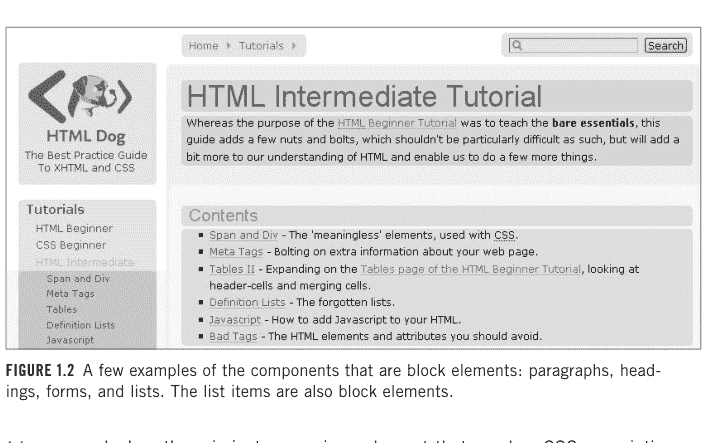 Home Tutorials
Search
HTML Dog
The Best Practice Guide
To XHTML and CSS
Tutorials
HTML Beginner
CSS Beginner
HTML Intermediate
Span and Div
Meta Tags
Tables
Definition Lists
Javascript
HTML Intermediate Tutorial
Whereas the purpose of the HTML Beginner Tutorial was to teach the bare essentials, this
guide adds a few nuts and bolts, which shouldn't be particularly difficult as such, but will add a
bit more to our understanding of HTML and enable us to do a few more things.
Contents
▪ Span and Div - The 'meaningless' elements, used with CSS.
▪ Meta Tags - Bolting on extra information about your web page.
▪ Tables II - Expanding on the Tables page of the HTML Beginner Tutorial, looking at
header-cells and merging cells.
▪ Definition Lists - The forgotten lists.
▪ Javascript - How to add Javascript to your HTML.
▪ Bad Tags - The HTML elements and attributes you should avoid.
FIGURE 1.2 A few examples of the components that are block elements: paragraphs, head-
ings, forms, and lists. The list items are also block elements.